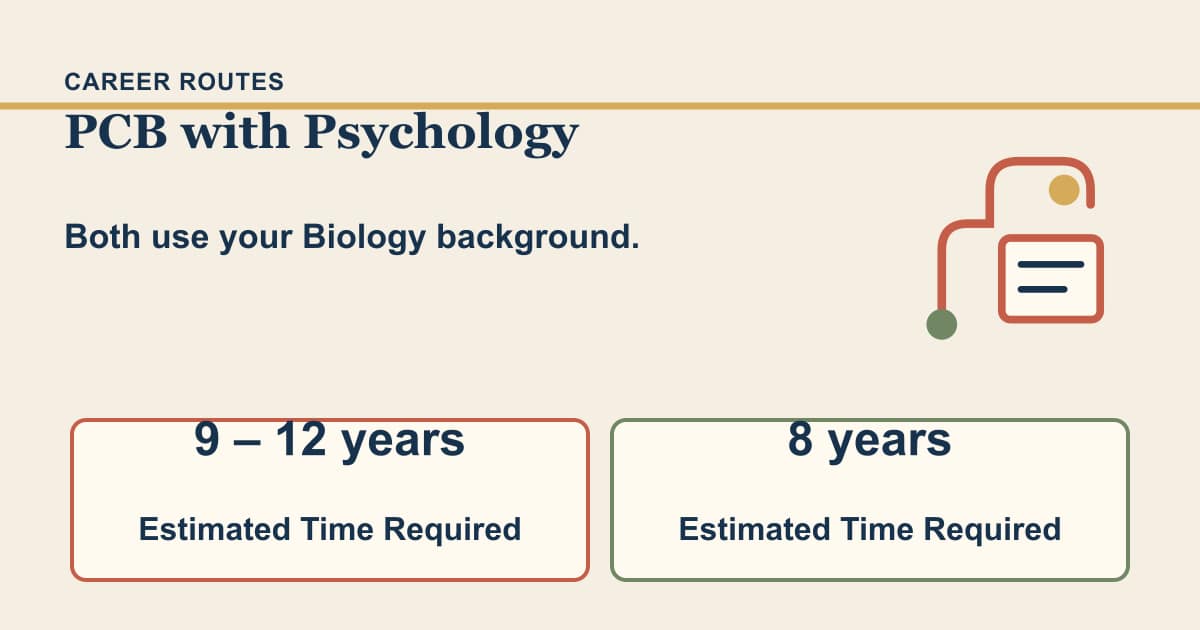 CAREER ROUTES
PCB with Psychology
Both use your Biology background.
9 – 12 years
Estimated Time Required
8 years
Estimated Time Required